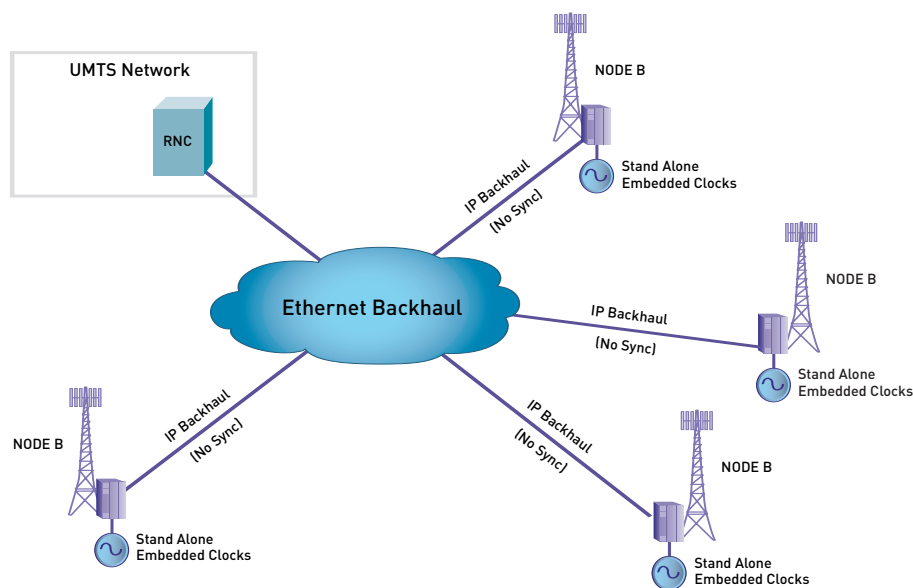 UMTS Network
RNC
NODE B
Stand Alone
Embedded Clocks
IP Backhaul
(No Sync)
NODE B
Ethernet Backhaul
IP Backhaul
(No Sync)
Stand Alone
Embedded Clocks
NODE B
IP Backhaul
(No Sync)
Stand Alone
Embedded Clocks
IP Backhaul
(No Sync)
NODE B
Stand Alone
Embedded Clocks